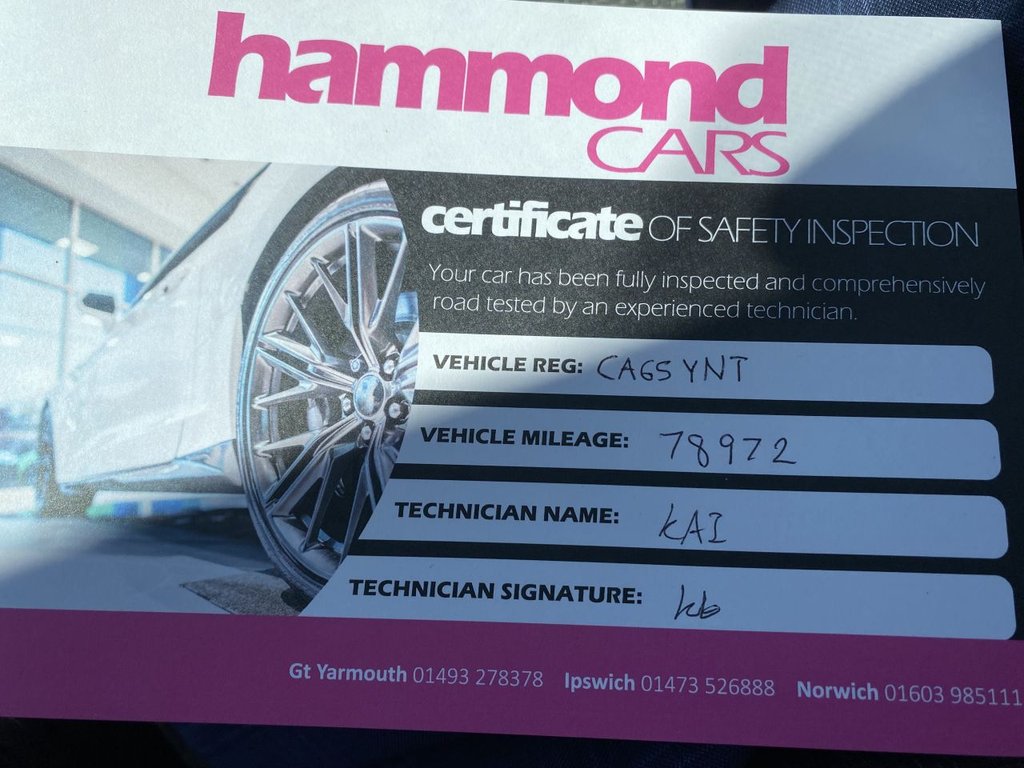 hammond
CARS
certificate OF SAFETY INSPECTION
Your car has been fully inspected and comprehensively
road tested by an experienced technician.
VEHICLE REG: CA65 YNT
VEHICLE MILEAGE: 78972
TECHNICIAN NAME: KAI
TECHNICIAN SIGNATURE:
Gt Yarmouth 01493 278378 Ipswich 01473 526888 Norwich 01603 985111